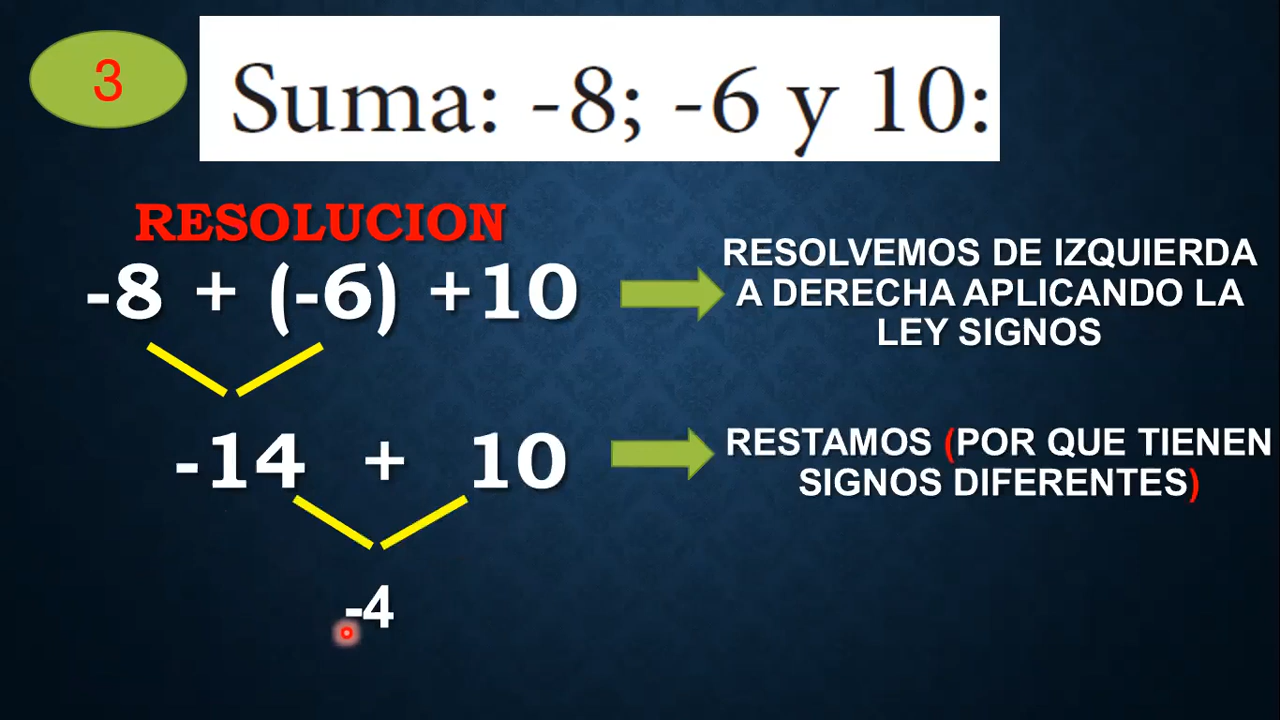 3
Suma: -8; -6 y 10:
RESOLUCION
-8 + (-6) +10
RESOLVEMOS DE IZQUIERDA
A DERECHA APLICANDO LA
LEY SIGNOS
-14 + 10
RESTAMOS (POR QUE TIENEN
SIGNOS DIFERENTES)
-4